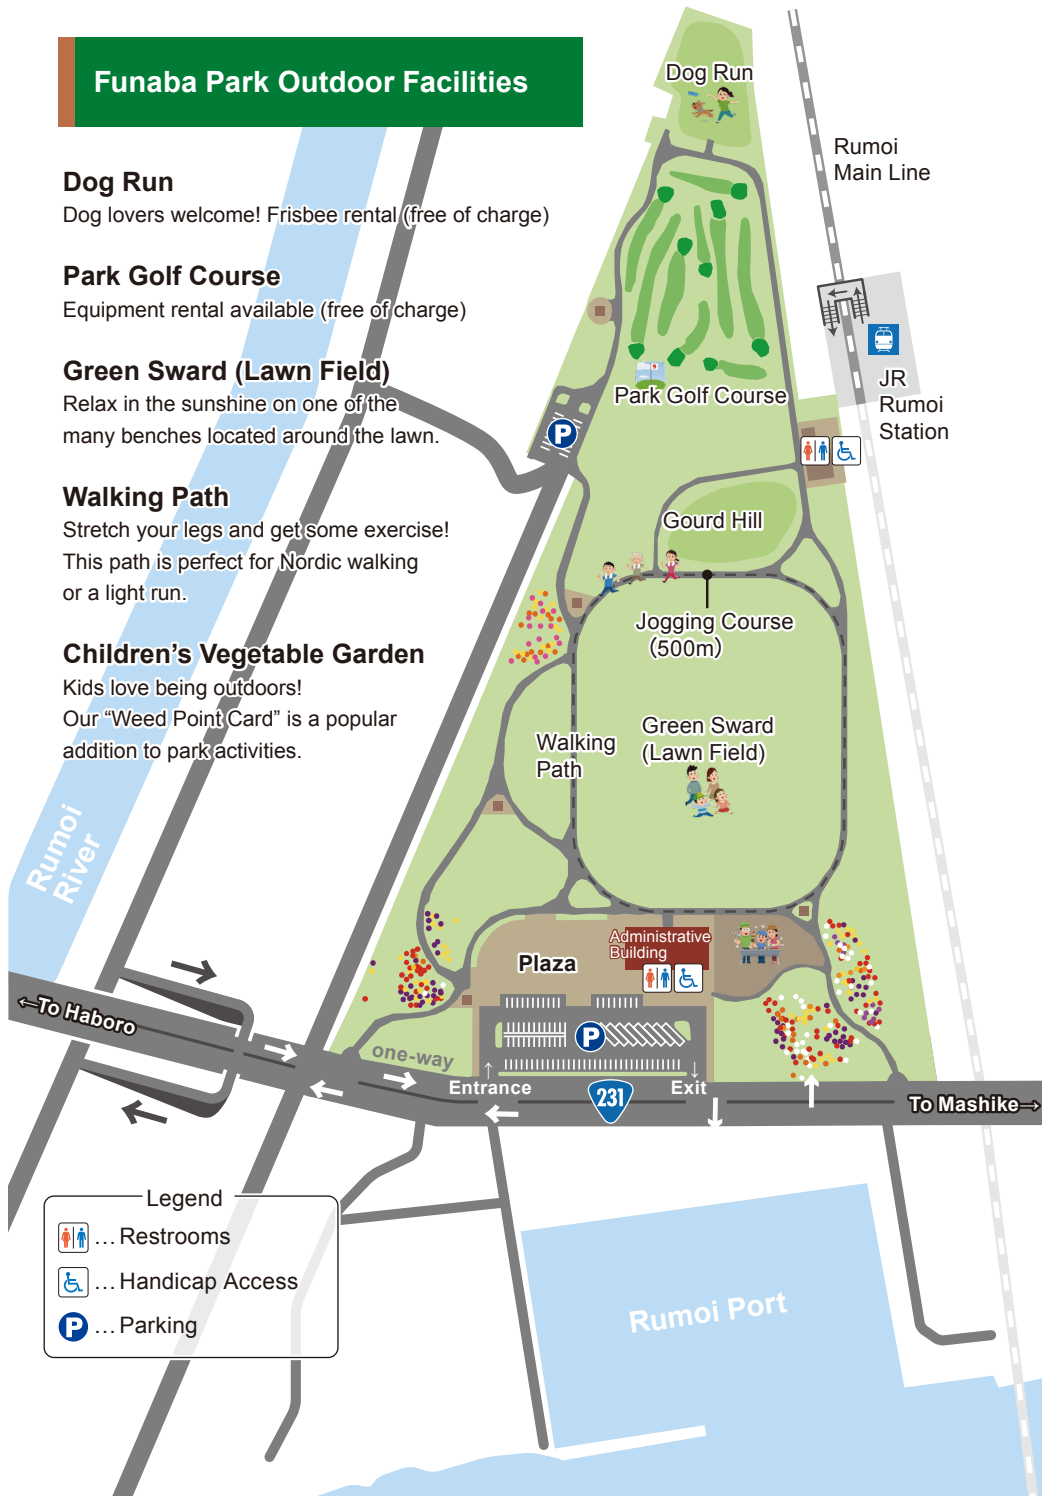 Funaba Park Outdoor Facilities
Dog Run
Dog lovers welcome! Frisbee rental (free of charge)
Park Golf Course
Equipment rental available (free of charge)
Green Sward (Lawn Field)
Relax in the sunshine on one of the
many benches located around the lawn.
Walking Path
Stretch your legs and get some exercise!
This path is perfect for Nordic walking
or a light run.
Children's Vegetable Garden
Kids love being outdoors!
Our “Weed Point Card” is a popular
addition to park activities.
Dog Run
Rumoi
Main Line
JR
Rumoi
Station
9
Park Golf Course
P
Gourd Hill
Jogging Course
(500m)
Green Sward
(Lawn Field)
Walking
Path
Rumoi
River
Administrative
Building
Plaza
P
←To Haboro
one-way
↑
Entrance
↓
Exit
231
To Mashike→
Rumoi Port
Legend
…Restrooms
…Handicap Access
P …Parking